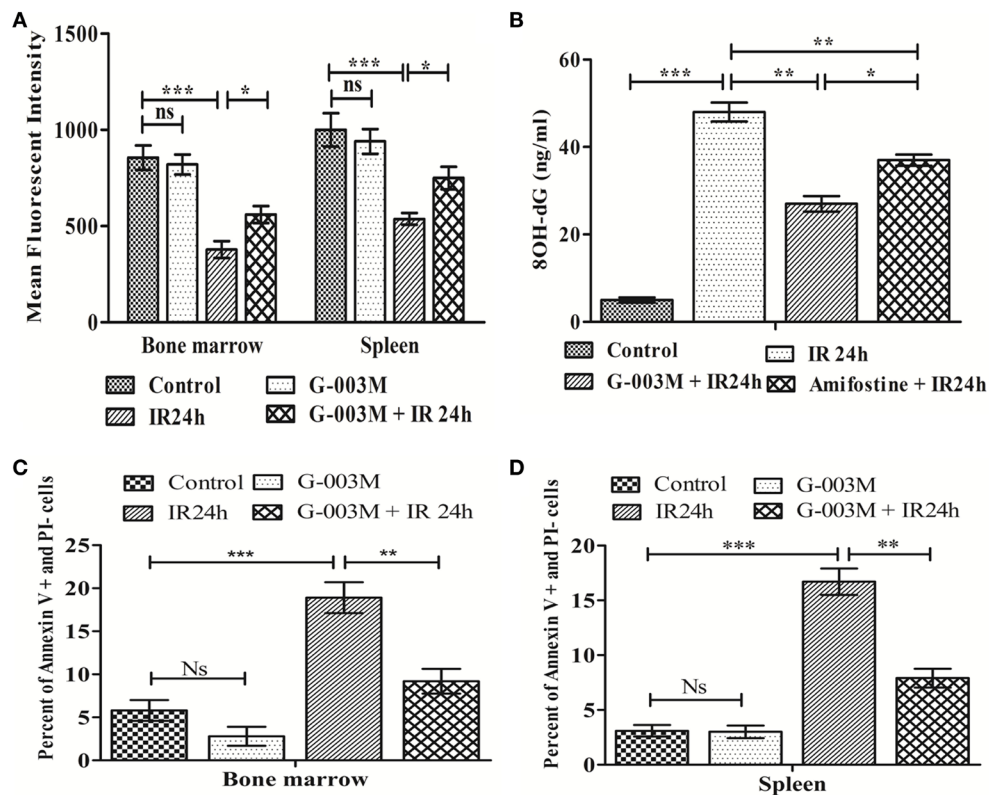 A
Mean Fluorescent Intensity
1500
1000
500
0
***
*
ns
***
*
ns
Bone marrow
Spleen
Control
G-003M
IR24h
G-003M + IR 24h
B
8OH-dG (ng/ml)
60
40
20
0
**
***
**
*
Control
IR 24h
G-003M + IR24h
Amifostine + IR24h
C
Percent of Annexin V + and PI- cells
Control
G-003M
IR24h
G-003M + IR 24h
25
20
15
10
5
0
***
**
Ns
Bone marrow
D
Percent of Annexin V + and PI- cells
Control
G-003M
IR24h
G-003M + IR24h
20
15
10
5
0
***
**
Ns
Spleen